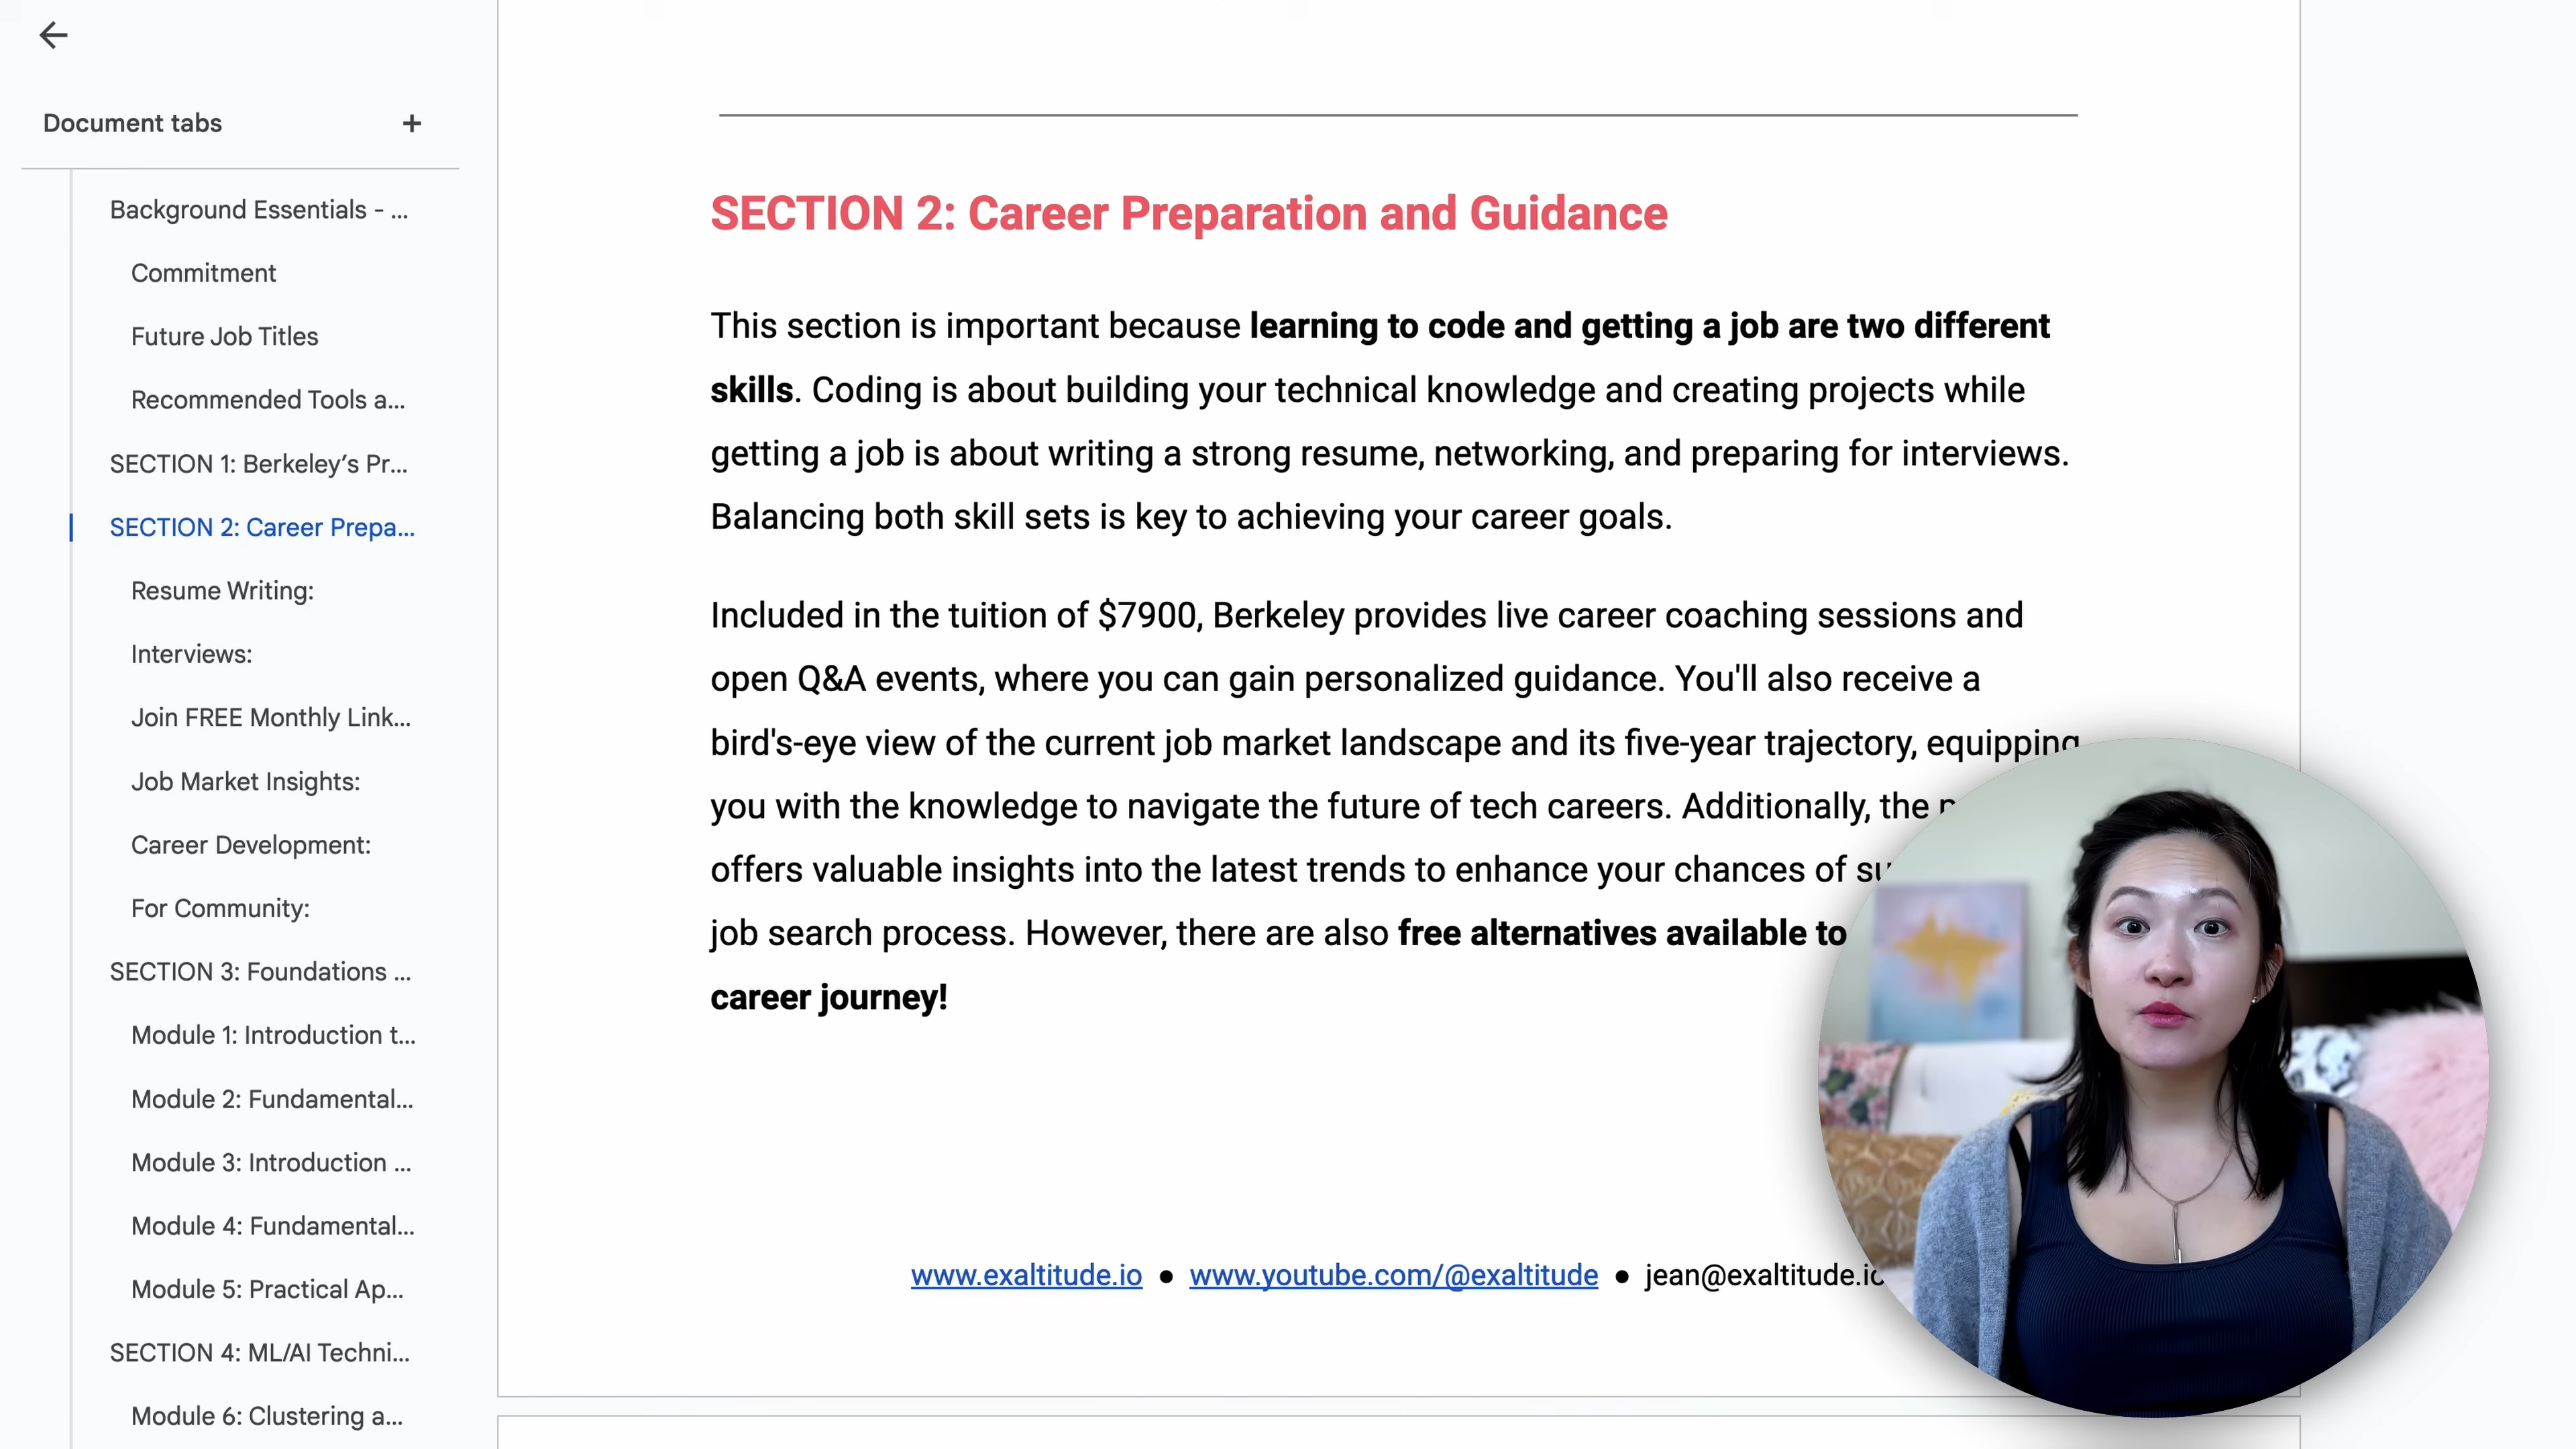 Document tabs
Background Essentials - ...
Commitment
Future Job Titles
Recommended Tools a...
SECTION 1: Berkeley's Pr...
SECTION 2: Career Prepa...
Resume Writing:
Interviews:
Join FREE Monthly Link...
Job Market Insights:
Career Development:
For Community:
SECTION 3: Foundations ...
Module 1: Introduction t...
Module 2: Fundamental...
Module 3: Introduction ...
Module 4: Fundamental...
Module 5: Practical Ap...
SECTION 4: ML/AI Techni...
Module 6: Clustering a...
SECTION 2: Career Preparation and Guidance
This section is important because learning to code and getting a job are two different
skills. Coding is about building your technical knowledge and creating projects while
getting a job is about writing a strong resume, networking, and preparing for interviews.
Balancing both skill sets is key to achieving your career goals.
Included in the tuition of $7900, Berkeley provides live career coaching sessions and
open Q&A events, where you can gain personalized guidance. You'll also receive a
bird's-eye view of the current job market landscape and its five-year trajectory, equipping
you with the knowledge to navigate the future of tech careers. Additionally, the
offers valuable insights into the latest trends to enhance your chances of
job search process. However, there are also free alternatives available to
career journey!
www.exaltitude.io ● www.youtube.com/@exaltitude ● jean@exaltitude.io